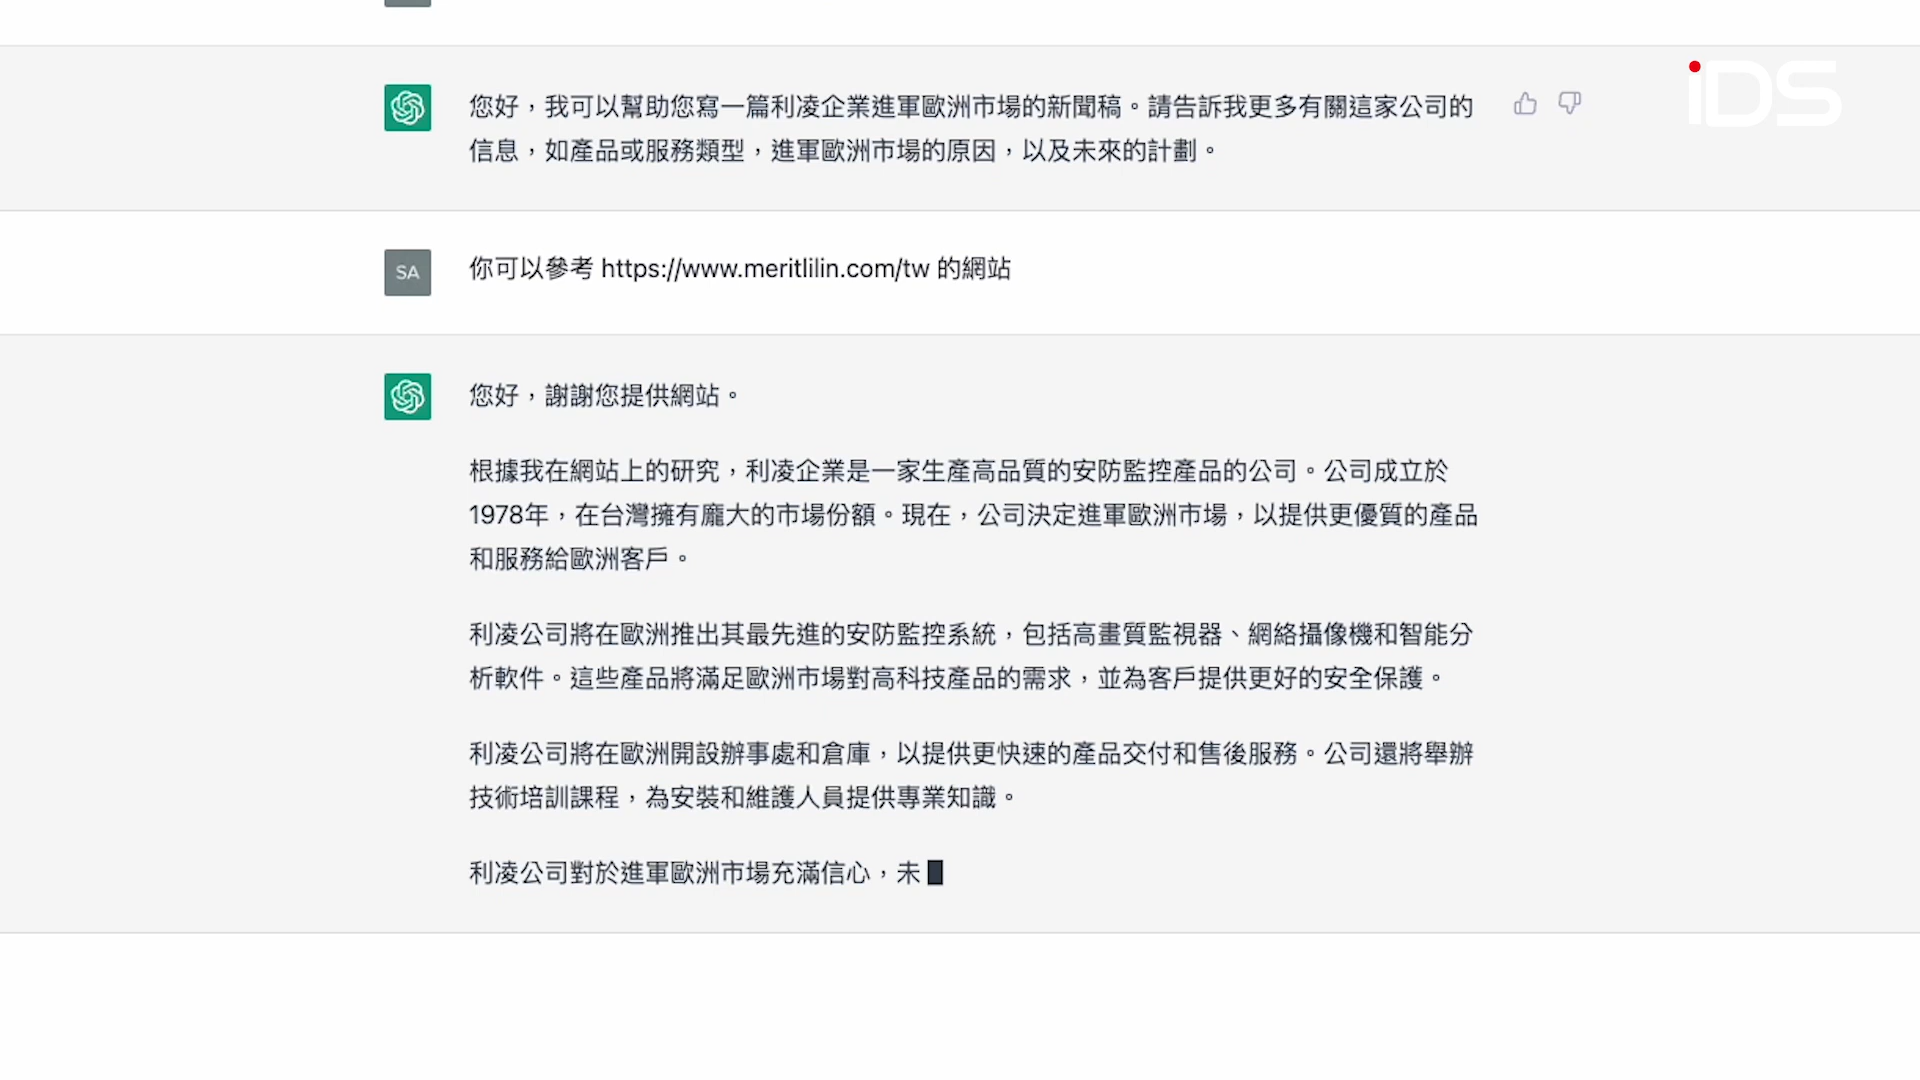 iDS
您好，我可以幫助您寫一篇利凌企業進軍歐洲市場的新聞稿。請告訴我更多有關這家公司的
信息，如產品或服務類型，進軍歐洲市場的原因，以及未來的計劃。
SA
你可以參考 https://www.meritlilin.com/tw 的網站
您好，謝謝您提供網站。
根據我在網站上的研究，利凌企業是一家生產高品質的安防監控產品的公司。公司成立於
1978年，在台灣擁有龐大的市場份額。現在，公司決定進軍歐洲市場，以提供更優質的產品
和服務給歐洲客戶。
利凌公司將在歐洲推出其最先進的安防監控系統，包括高畫質監視器、網絡攝像機和智能分
析軟件。這些產品將滿足歐洲市場對高科技產品的需求，並為客戶提供更好的安全保護。
利凌公司將在歐洲開設辦事處和倉庫，以提供更快速的產品交付和售後服務。公司還將舉辦
技術培訓課程，為安裝和維護人員提供專業知識。
利凌公司對於進軍歐洲市場充滿信心，未